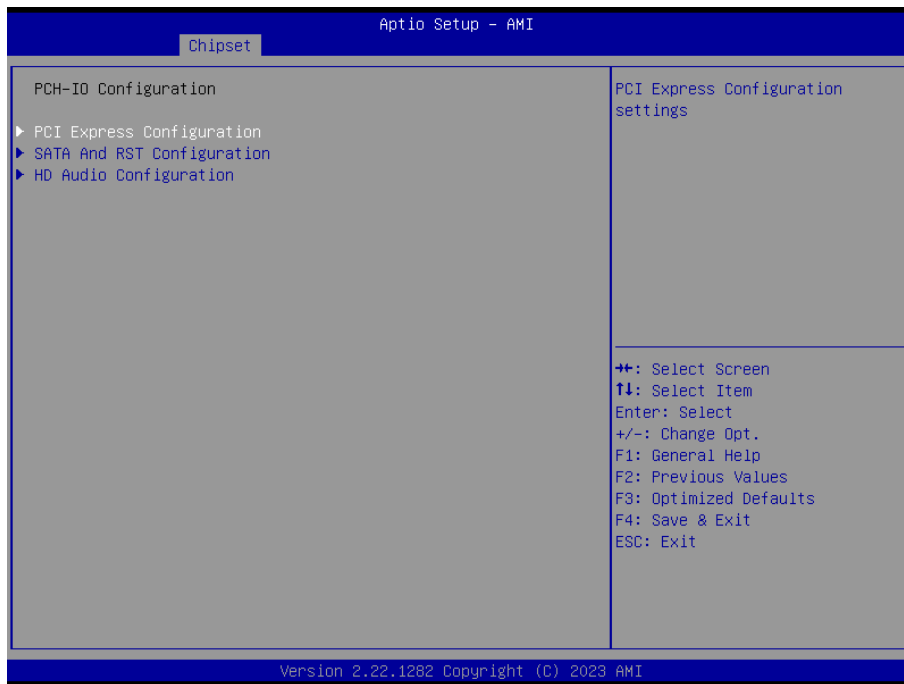 Aptio Setup – AMI
Chipset
PCH-IO Configuration
PCI Express Configuration
SATA And RST Configuration
HD Audio Configuration
PCI Express Configuration
settings
→←: Select Screen
↑↓: Select Item
Enter: Select
+/-: Change Opt.
F1: General Help
F2: Previous Values
F3: Optimized Defaults
F4: Save & Exit
ESC: Exit
Version 2.22.1282 Copyright (C) 2023 AMI